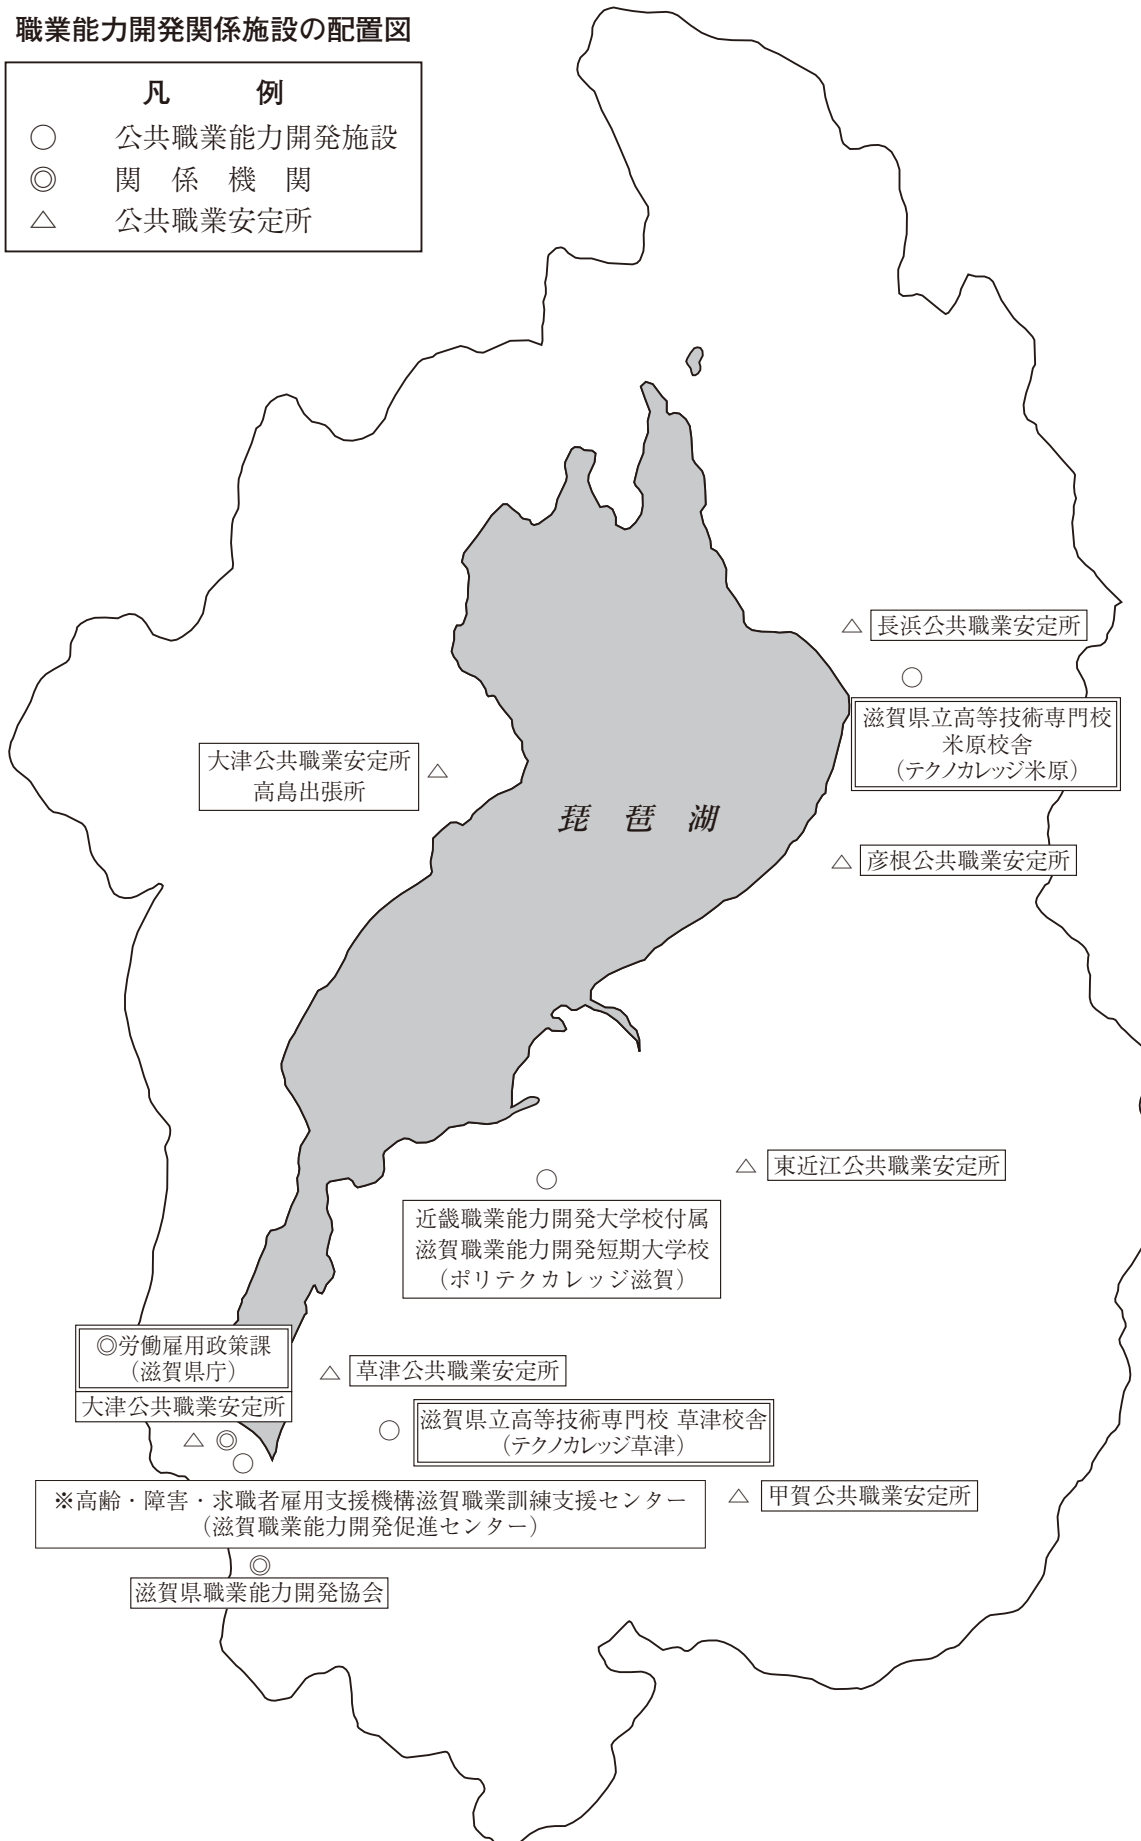 職業能力開発関係施設の配置図
凡　例
○ 公共職業能力開発施設
◎ 関係機関
△ 公共職業安定所
△ 長浜公共職業安定所
○
滋賀県立高等技術専門校
米原校舎
（テクノカレッジ米原）
大津公共職業安定所 △
高島出張所
琵琶湖
△ 彦根公共職業安定所
△ 東近江公共職業安定所
○
近畿職業能力開発大学校付属
滋賀職業能力開発短期大学校
（ポリテクカレッジ滋賀）
◎労働雇用政策課
（滋賀県庁）
大津公共職業安定所
△ 草津公共職業安定所
○ 滋賀県立高等技術専門校 草津校舎
（テクノカレッジ草津）
△ ◎
○
※高齢・障害・求職者雇用支援機構滋賀職業訓練支援センター
（滋賀職業能力開発促進センター）
△ 甲賀公共職業安定所
◎
滋賀県職業能力開発協会